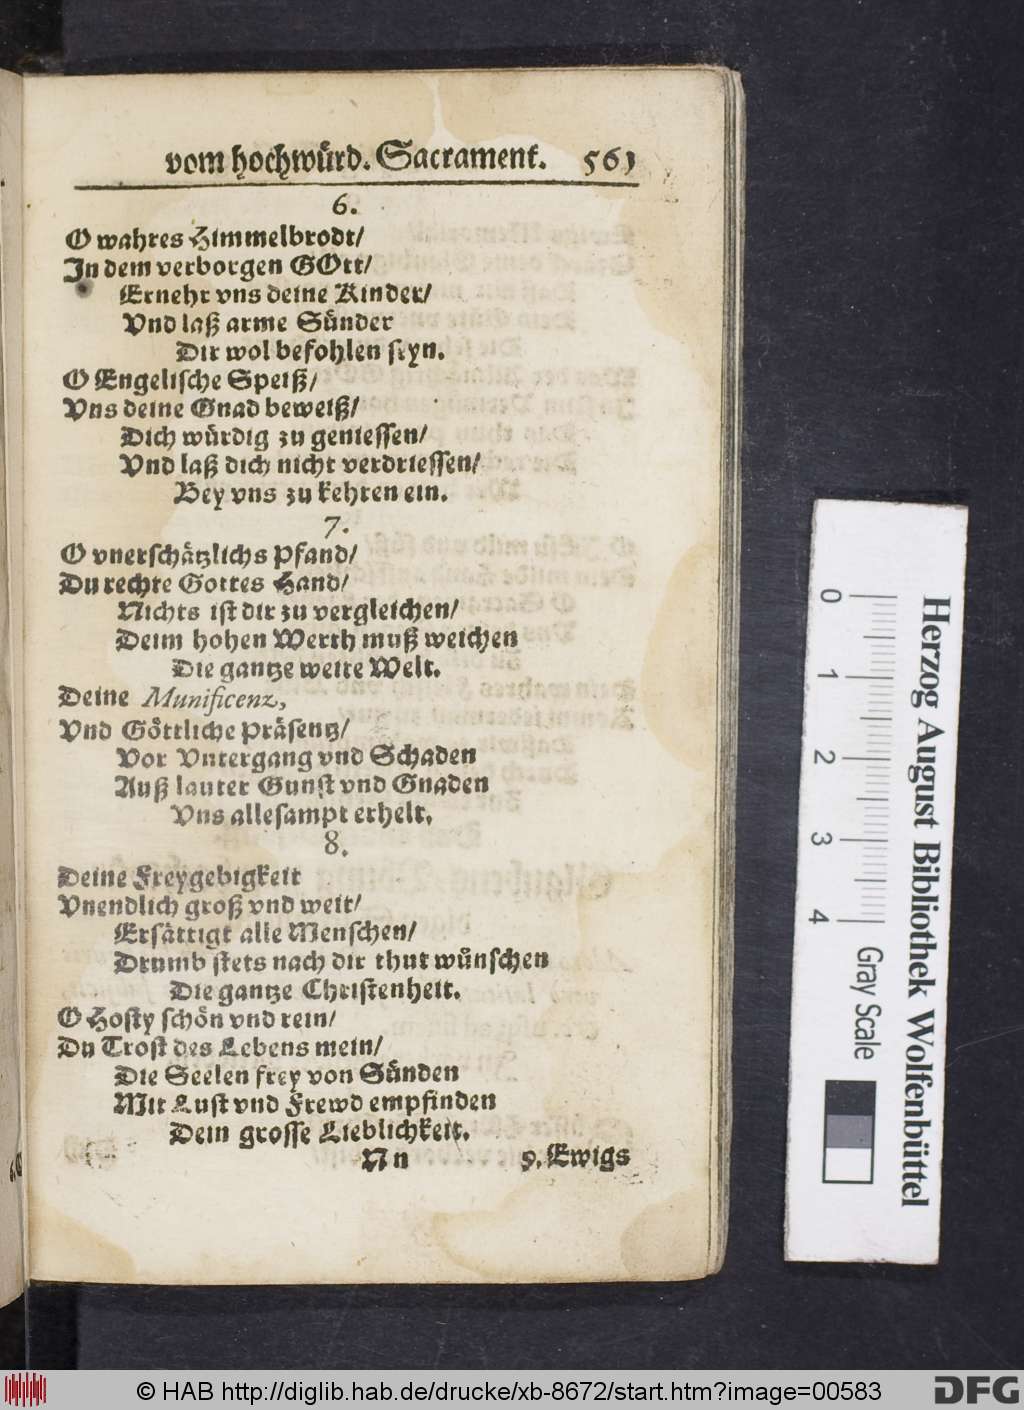 vom hochwürd. Sacrament. 561
6.
O wahres Himmelbrodt/
In dem verborgen GOtt/
Ernehr vns deine Kinder/
Vnd laß arme Sünder
Dir wol befohlen seyn.
O Engelische Speiß/
Vns deine Gnad beweiß/
Dich würdig zu geniessen/
Vnd laß dich nicht verdriessen/
Bey vns zu kehren ein.
7.
O vnerschätzlichs Pfand/
Du rechte Gottes Hand/
Nichts ist dir zu vergleichen/
Deim hohen Werth muß weichen
Die gantze weite Welt.
Deine Munificenz,
Vnd Göttliche Präsentz/
Vor Vntergang vnd Schaden
Auß lauter Gunst vnd Gnaden
Vns allesampt erhelt.
8.
Deine Freygebigkeit
Vnendlich groß vnd weit/
Ersättigt alle Menschen/
Drumb stets nach dir thut wünschen
Die gantze Christenheit.
O Hosty schön vnd rein/
Du Trost des Lebens mein/
Die Seelen frey von Sünden
Mit Lust vnd Frewd empfinden
Dein grosse Lieblichkeit.
Nn 9. Ewigs
0 1 2 3 4
Gray Scale
Herzog August Bibliothek Wolfenbüttel
© HAB http://diglib.hab.de/drucke/xb-8672/start.htm?image=00583
DFG